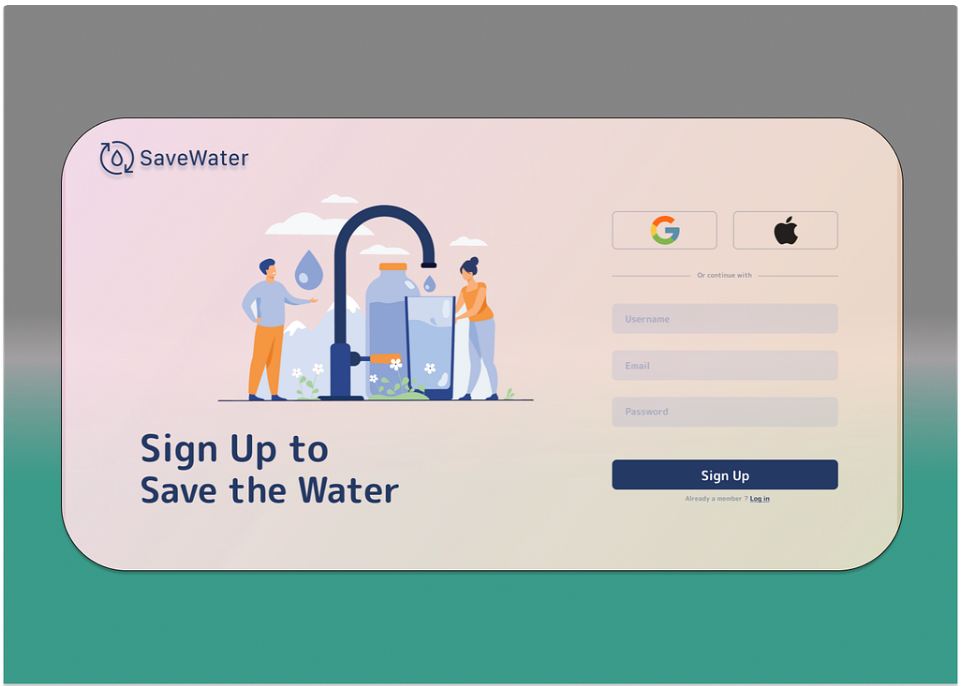 SaveWater
Sign Up to
Save the Water
Or continue with
Username
Email
Password
Sign Up
Already a member ? Log in